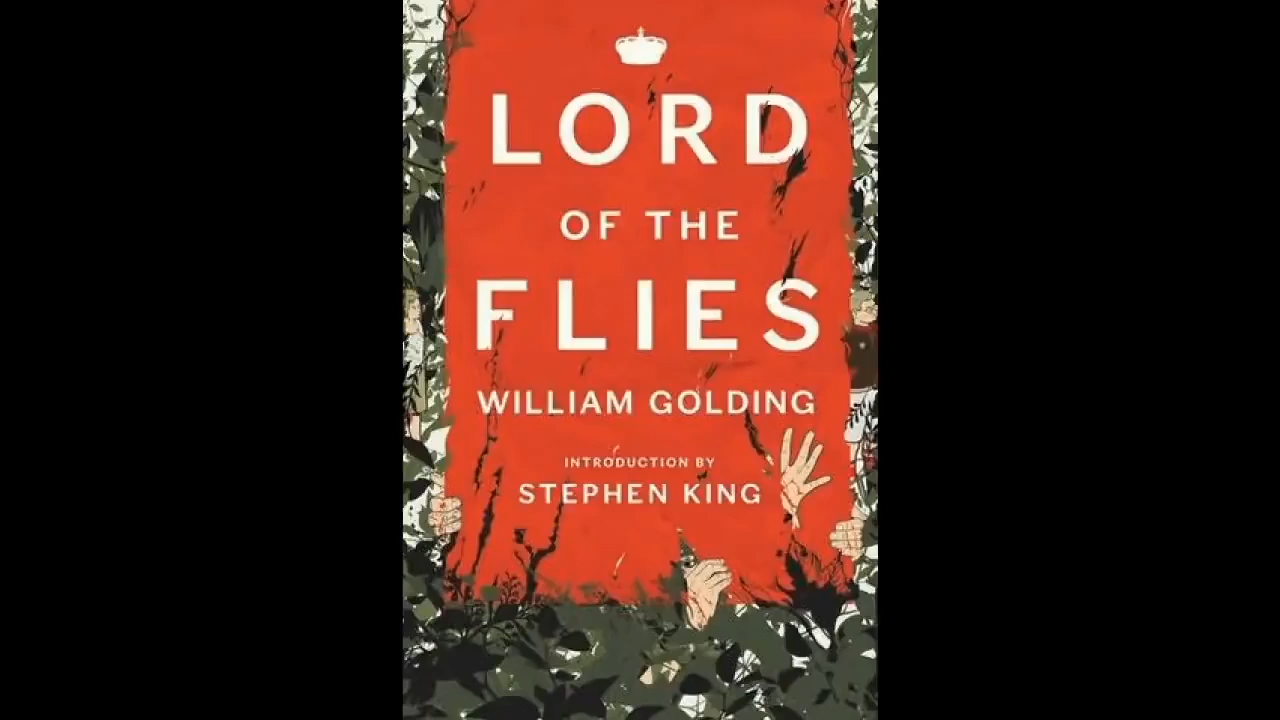 LORD
OF THE
FLIES
WILLIAM GOLDING
INTRODUCTION BY
STEPHEN KING